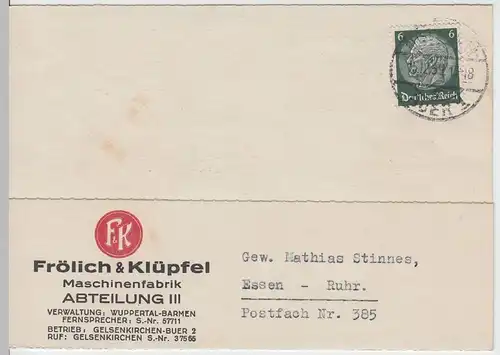 6 6
Deutsches Reich
F&K
Frölich & Klüpfel
Maschinenfabrik
ABTEILUNG III
VERWALTUNG: WUPPERTAL-BARMEN
FERNSPRECHER: S.-Nr. 57711
BETRIEB: GELSENKIRCHEN-BUER 2
RUF: GELSENKIRCHEN S.-Nr. 37565
Gew. Mathias Stinnes,
Essen - Ruhr.
Postfach Nr. 385